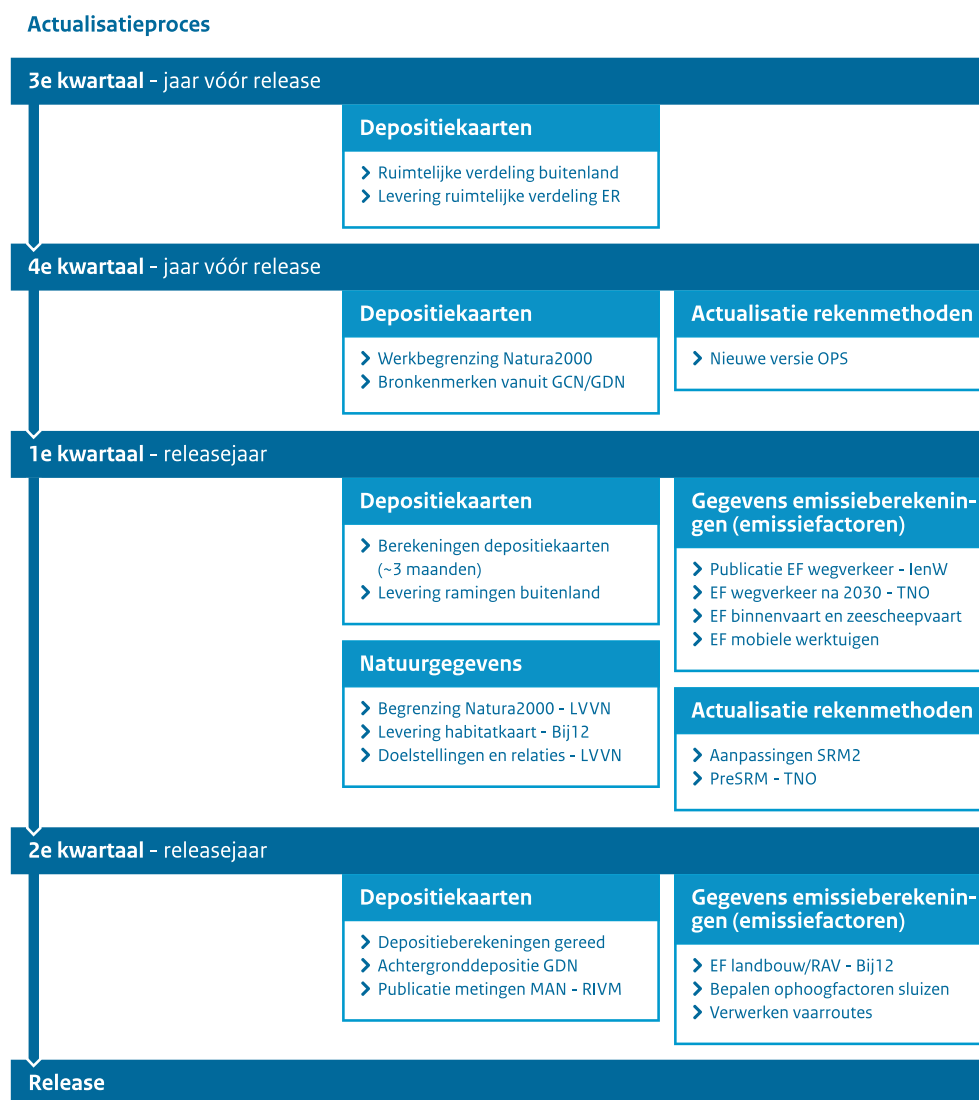 Actualisatieproces
3e kwartaal - jaar vóór release
Depositiekaarten
Ruimtelijke verdeling buitenland
Levering ruimtelijke verdeling ER
4e kwartaal - jaar vóór release
Depositiekaarten
Werkbegrenzing Natura2000
Bronkenmerken vanuit GCN/GDN
Actualisatie rekenmethoden
Nieuwe versie OPS
1e kwartaal - releasejaar
Depositiekaarten
Berekeningen depositiekaarten
(~3 maanden)
Levering ramingen buitenland
Gegevens emissieberekenin-
gen (emissiefactoren)
Publicatie EF wegverkeer - IenW
EF wegverkeer na 2030 - TNO
EF binnenvaart en zeescheepvaart
EF mobiele werktuigen
Natuurgegevens
Begrenzing Natura2000 - LVVN
Levering habitatkaart - Bij12
Doelstellingen en relaties - LVVN
Actualisatie rekenmethoden
Aanpassingen SRM2
PreSRM - TNO
2e kwartaal - releasejaar
Depositiekaarten
Depositieberekeningen gereed
Achtergronddepositie GDN
Publicatie metingen MAN - RIVM
Gegevens emissieberekenin-
gen (emissiefactoren)
EF landbouw/RAV - Bij12
Bepalen ophoogfactoren sluizen
Verwerken vaarroutes
Release